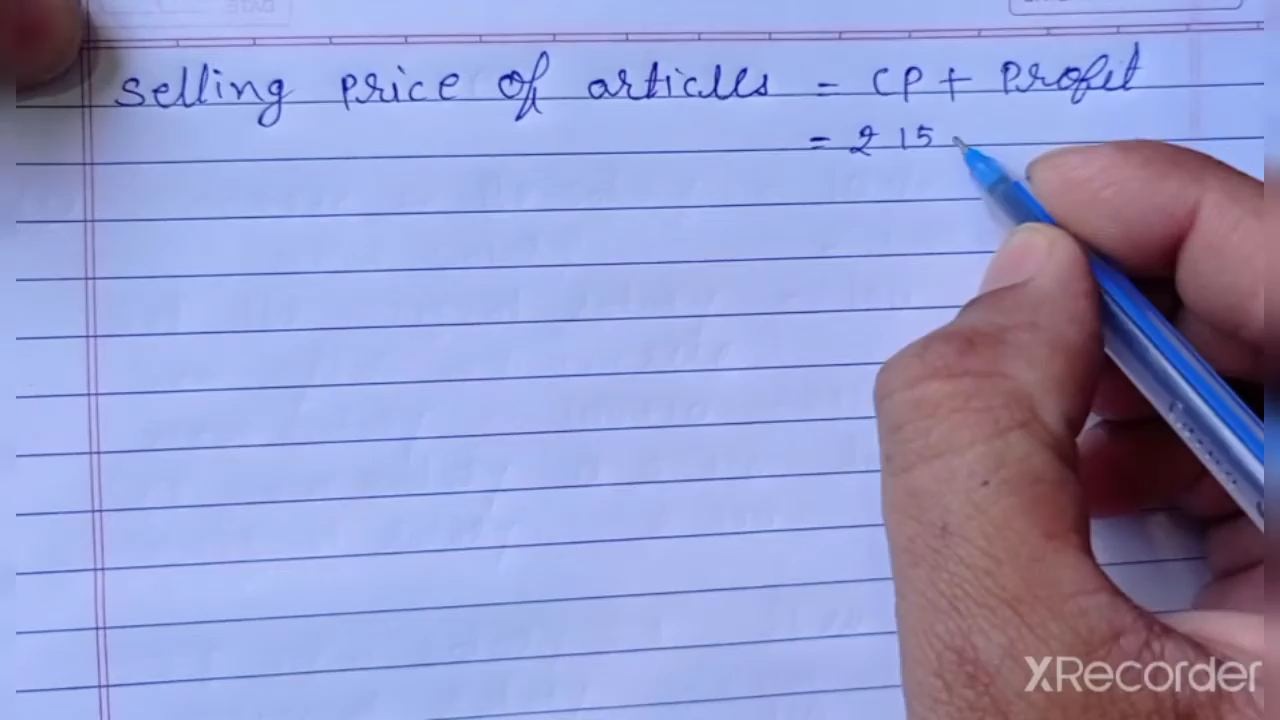 Selling price of articles = CP + Profit
= 215
XRecorder